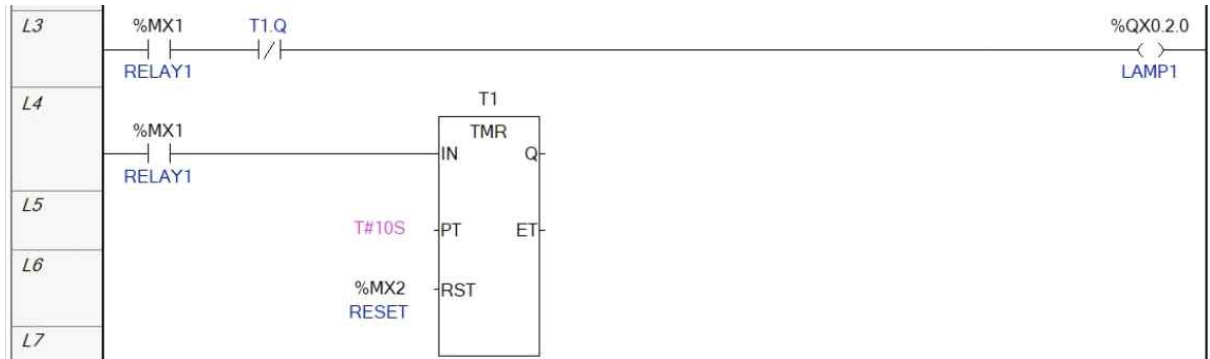 L3 %MX1 T1.Q %QX0.2.0
RELAY1 LAMP1
L4 T1
%MX1 TMR
IN Q
RELAY1
L5
T#10S PT ET
L6
%MX2 RST
RESET
L7